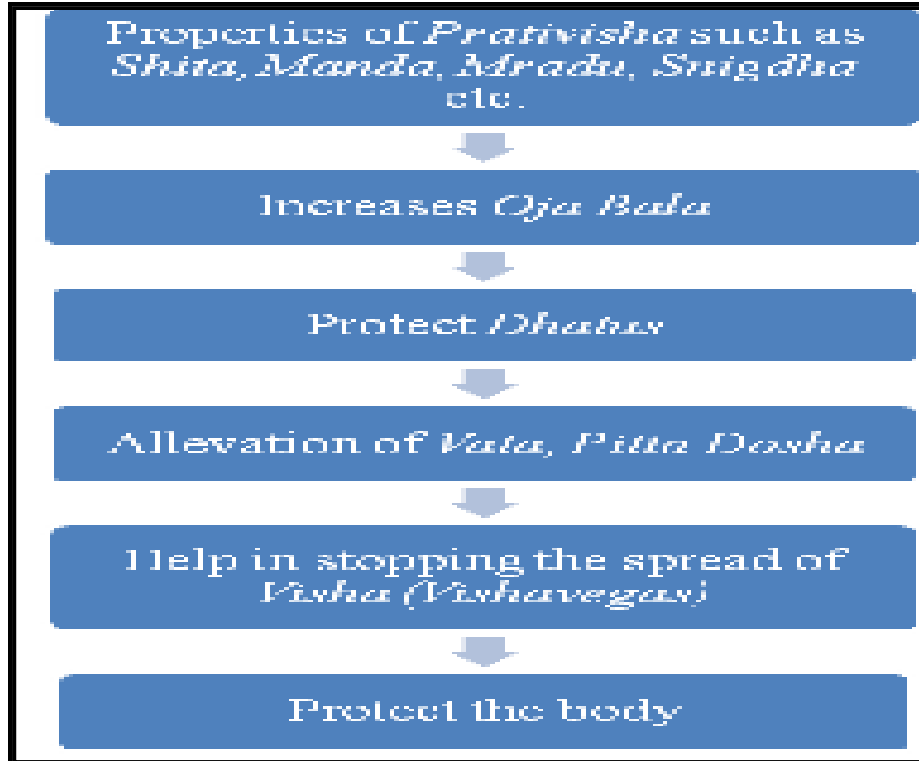 Properties of Prativisha such as
Shita, Manda, Mradu, Snigdha
etc.
Increases Oja Bala
Protect Dhatus
Allevation of Vata, Pitta Dosha
Help in stopping the spread of
Visha (Vishavegas)
Protect the body